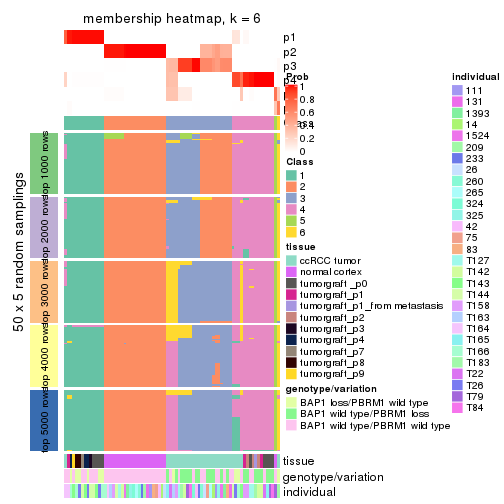 membership heatmap, k = 6
p1
p2
p3
p4
Prob
1
0.8
0.6
0.4
0.2
0
Class
1
2
3
4
5
6
tissue
ccRCC tumor
normal cortex
tumorgraft_p0
tumorgraft_p1
tumorgraft_p1_from metastasis
tumorgraft_p2
tumorgraft_p3
tumorgraft_p4
tumorgraft_p7
tumorgraft_p8
tumorgraft_p9
genotype/variation
BAP1 loss/PBRM1 wild type
BAP1 wild type/PBRM1 loss
BAP1 wild type/PBRM1 wild type
individual
111
131
1393
14
1524
209
233
26
260
265
324
325
42
75
83
T127
T142
T143
T144
T158
T163
T164
T165
T166
T183
T22
T26
T79
T84
50 x 5 random samplings
top 1000 rows
top 2000 rows
top 3000 rows
top 4000 rows
top 5000 rows
tissue
genotype/variation
individual